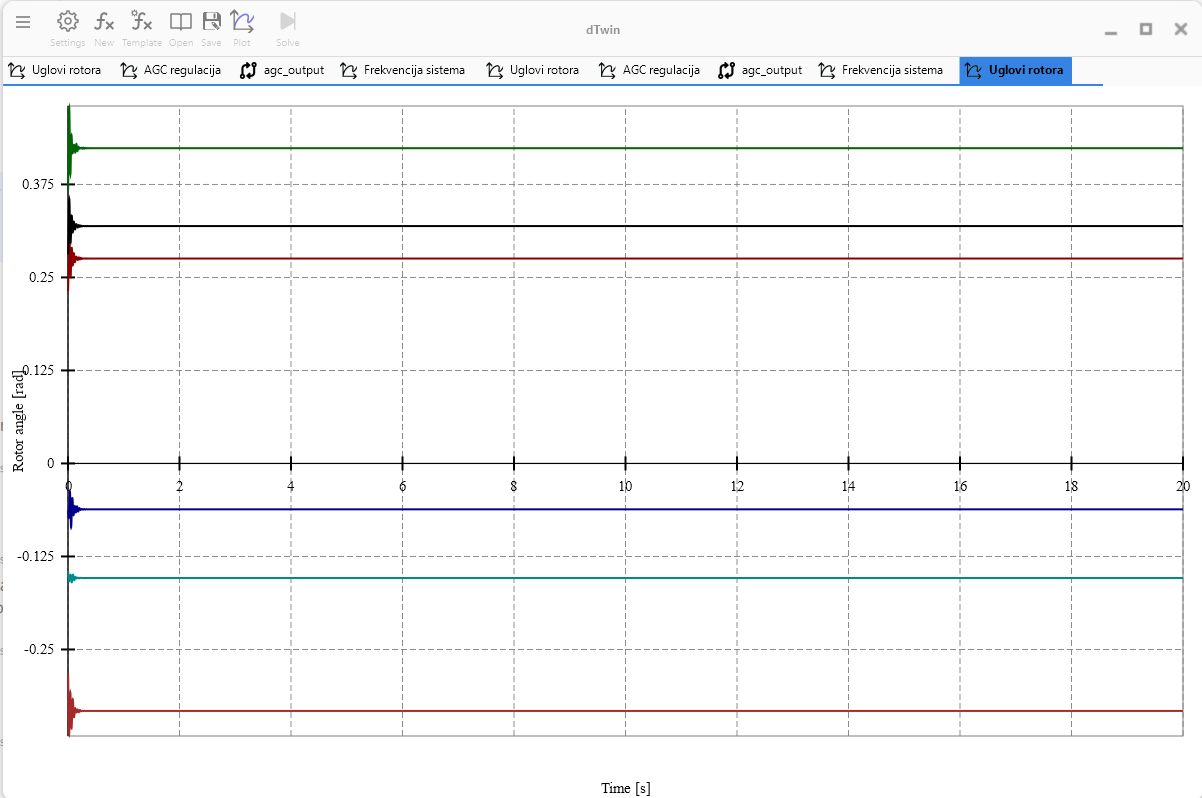 dTwin
Settings New Template Open Save Plot Solve
Uglovi rotora AGC regulacija agc_output Frekvencija sistema Uglovi rotora AGC regulacija agc_output Frekvencija sistema Uglovi rotora
0.375
0.25
0.125
Rotor angle [rad]
0
0 2 4 6 8 10 12 14 16 18 20
-0.125
-0.25
Time [s]